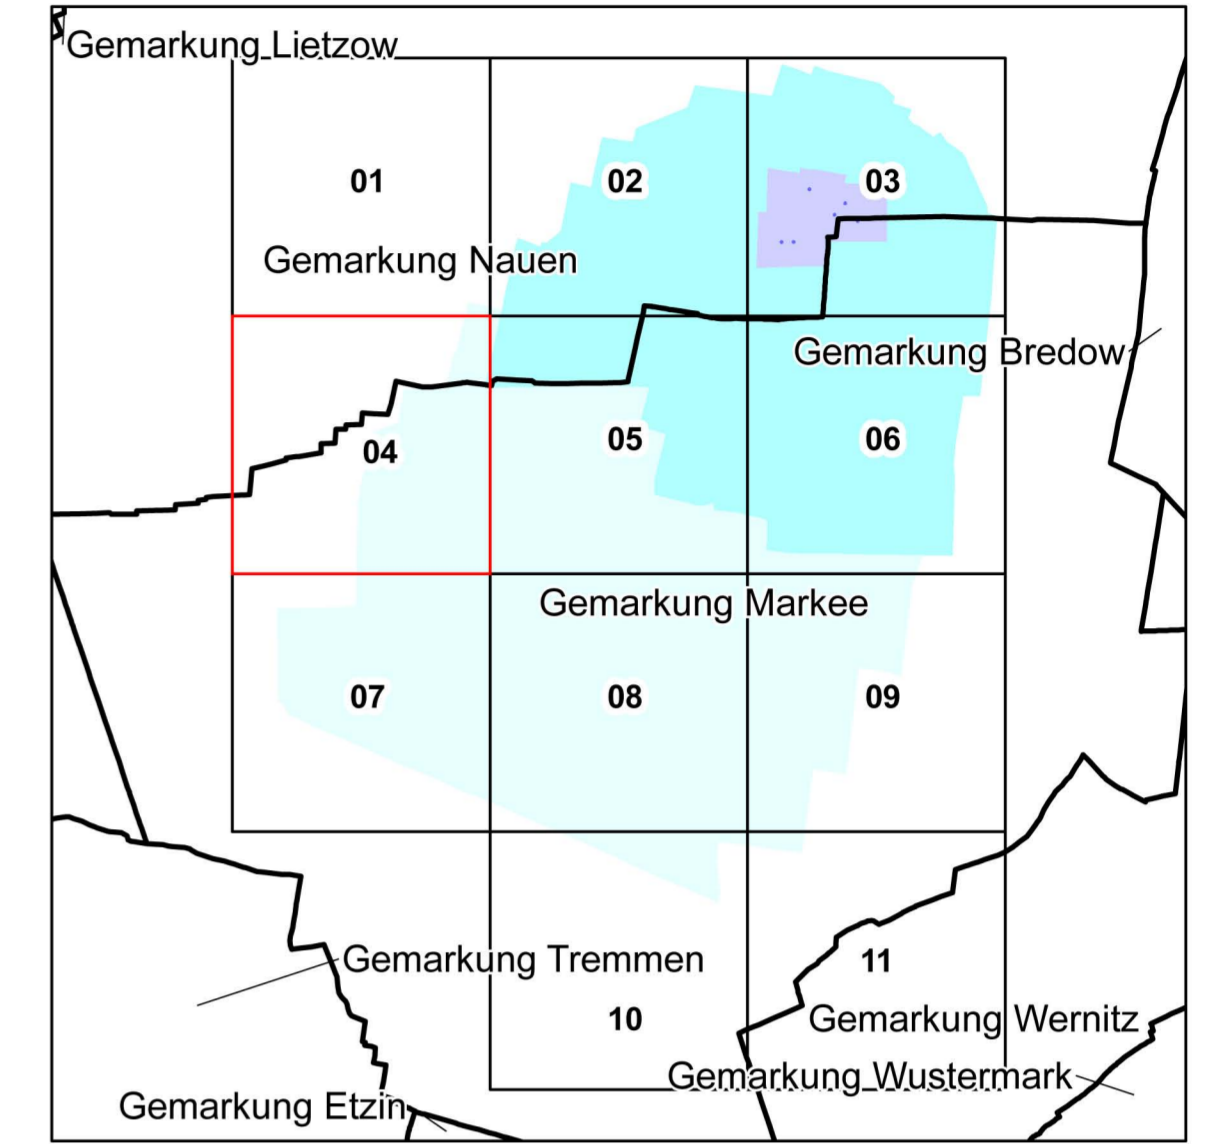 Gemarkung Lietzow
01
02
03
Gemarkung Nauen
Gemarkung Bredow
04
05
06
Gemarkung Markee
07
08
09
Gemarkung Tremmen
11
10
Gemarkung Wernitz
Gemarkung Wustermark
Gemarkung Etzin